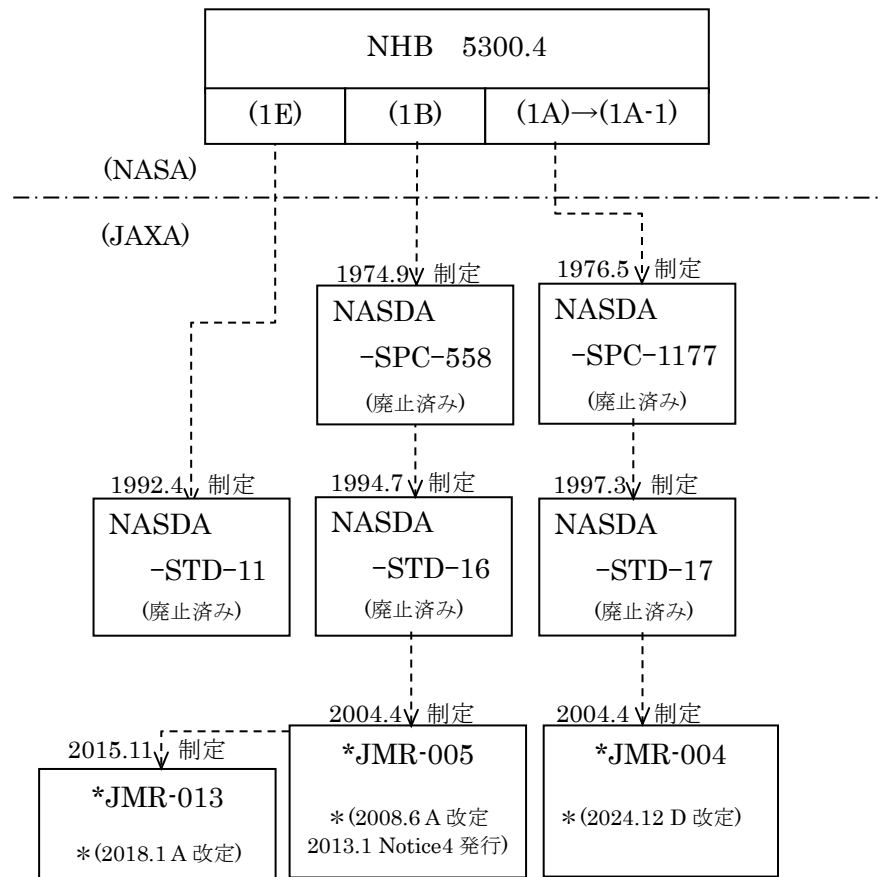 NHB 5300.4
(1E) (1B) (1A)→(1A-1)
(NASA)
(JAXA)
1974.9 制定
NASDA
-SPC-558
(廃止済み)
1976.5 制定
NASDA
-SPC-1177
(廃止済み)
1992.4 制定
NASDA
-STD-11
(廃止済み)
1994.7 制定
NASDA
-STD-16
(廃止済み)
1997.3 制定
NASDA
-STD-17
(廃止済み)
2015.11 制定
*JMR-013
*(2018.1 A 改定)
2004.4 制定
*JMR-005
*(2008.6 A 改定
2013.1 Notice4 発行)
2004.4 制定
*JMR-004
*(2024.12 D 改定)